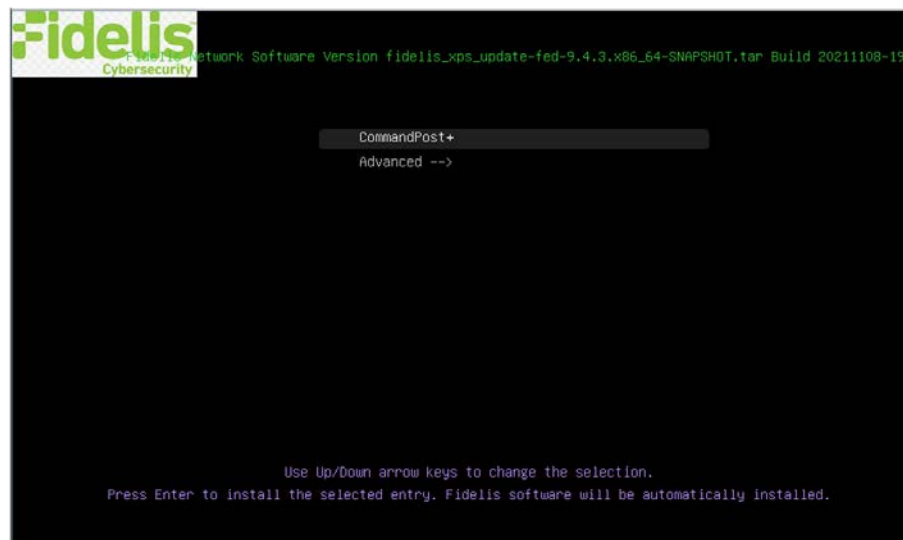 Fidelis
Cybersecurity
Fidelis Network Software Version fidelis_xps_update-fed-9.4.3.x86_64-SNAPSHOT.tar Build 20211108-19
CommandPost+
Advanced -->
Use Up/Down arrow keys to change the selection.
Press Enter to install the selected entry. Fidelis software will be automatically installed.